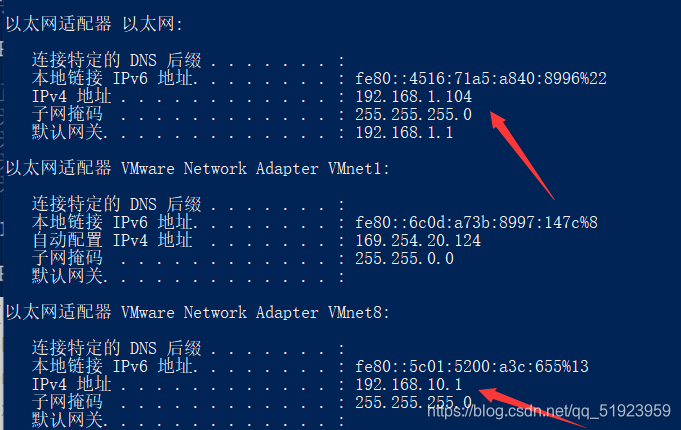 以太网适配器 以太网:
连接特定的 DNS 后缀 . . . . . . . :
本地链接 IPv6 地址. . . . . . . . : fe80::4516:71a5:a840:8996%22
IPv4 地址 . . . . . . . . . . . . : 192.168.1.104
子网掩码 . . . . . . . . . . . . : 255.255.255.0
默认网关. . . . . . . . . . . . . : 192.168.1.1
以太网适配器 VMware Network Adapter VMnet1:
连接特定的 DNS 后缀 . . . . . . . :
本地链接 IPv6 地址. . . . . . . . : fe80::6c0d:a73b:8997:147c%8
自动配置 IPv4 地址 . . . . . . . : 169.254.20.124
子网掩码 . . . . . . . . . . . . : 255.255.0.0
默认网关. . . . . . . . . . . . . :
以太网适配器 VMware Network Adapter VMnet8:
连接特定的 DNS 后缀 . . . . . . . :
本地链接 IPv6 地址. . . . . . . . : fe80::5c01:5200:a3c:655%13
IPv4 地址 . . . . . . . . . . . . : 192.168.10.1
子网掩码 . . . . . . . . . . . . : 255.255.255.0
默认网关. . . . . . . . . . . . . :
https://blog.csdn.net/qq_51923959